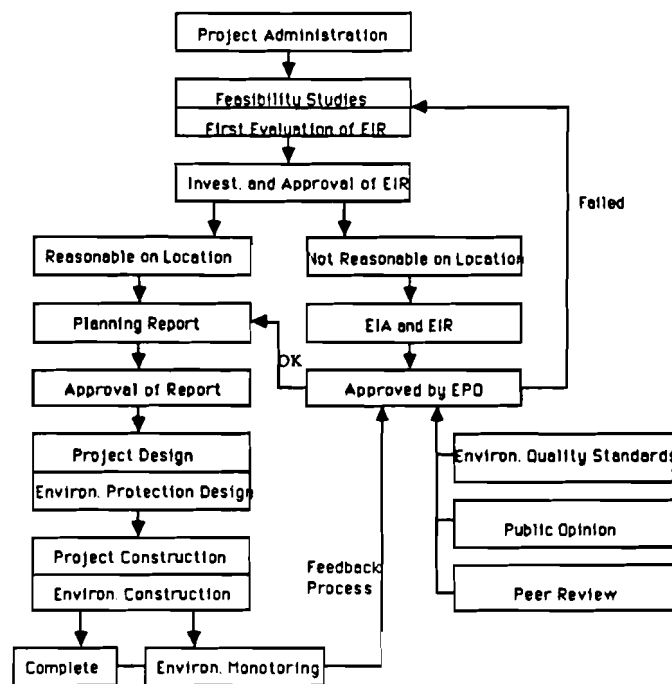 Project Administration
Feasibility Studies
First Evaluation of EIR
Invest. and Approval of EIR
Failed
Reasonable on Location
Not Reasonable on Location
Planning Report
EIA and EIR
OK
Approval of Report
Approved by EPO
Project Design
Environ. Protection Design
Environ. Quality Standards
Public Opinion
Peer Review
Project Construction
Environ. Construction
Feedback
Process
Complete
Environ. Monotoring